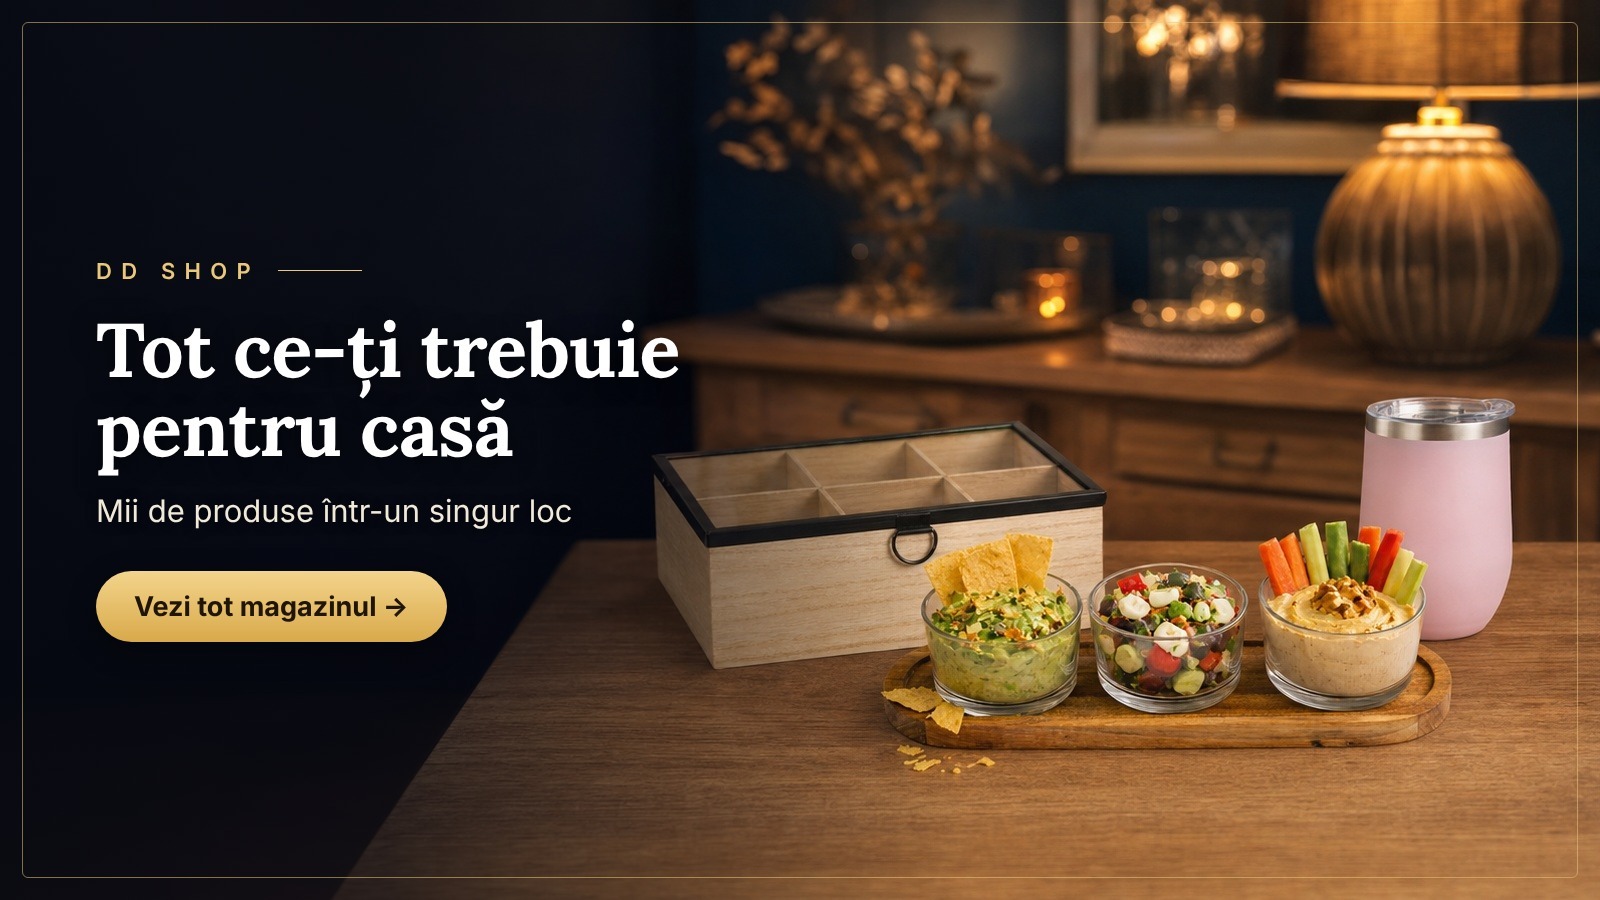 DD SHOP
Tot ce-ți trebuie
pentru casă
Mii de produse într-un singur loc
Vezi tot magazinul →